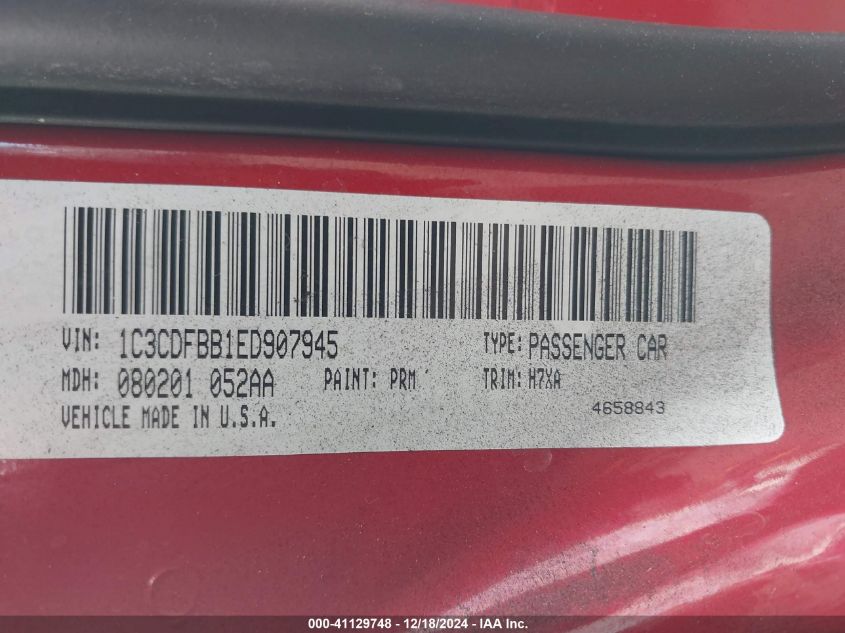 VIN: 1C3CDFBB1ED907945 TYPE: PASSENGER CAR
MDH: 080201 052AA PAINT: PRM TRIM: H7XA
VEHICLE MADE IN U.S.A. 4658843
000-41129748 - 12/18/2024 - IAA Inc.